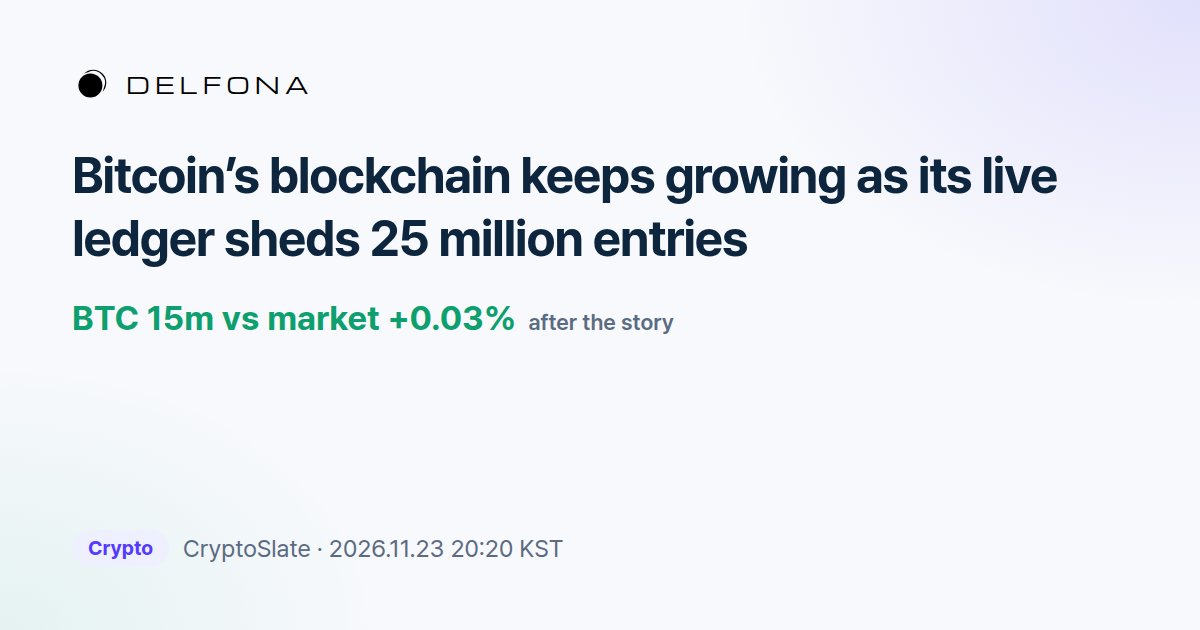 DELFONA
Bitcoin’s blockchain keeps growing as its live
ledger sheds 25 million entries
BTC 15m vs market +0.03% after the story
Crypto CryptoSlate · 2026.11.23 20:20 KST